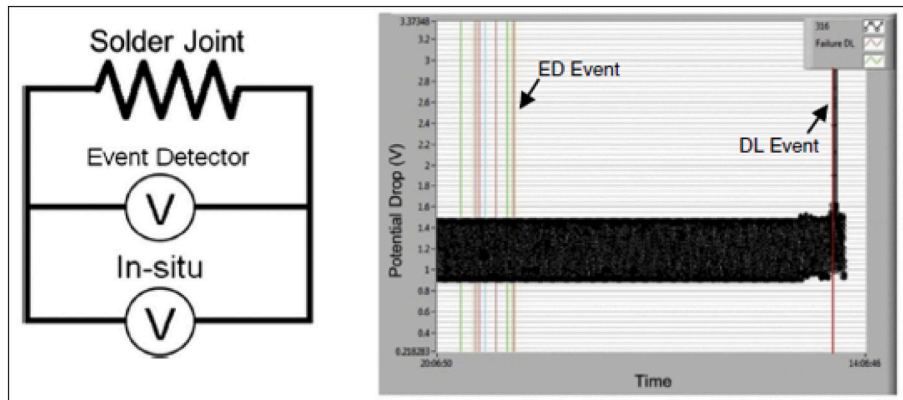 Solder Joint
Event Detector
V
In-situ
V
3.37348
3.2
3
2.8
2.6
2.4
2.2
2
1.8
1.6
1.4
1.2
1
0.8
0.6
0.4
0.218283
Potential Drop (V)
20:06:50
14:06:46
Time
ED Event
DL Event
316
Failure DL